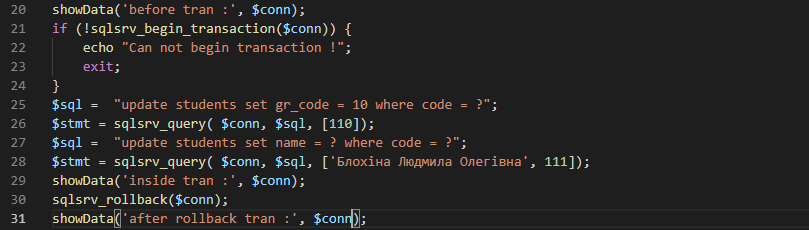 20 showData('before tran :', $conn);
21 if (!sqlsrv_begin_transaction($conn)) {
22 echo "Can not begin transaction !";
23 exit;
24 }
25 $sql =  "update students set gr_code = 10 where code = ?";
26 $stmt = sqlsrv_query( $conn, $sql, [110]);
27 $sql =  "update students set name = ? where code = ?";
28 $stmt = sqlsrv_query( $conn, $sql, ['Блохіна Людмила Олегівна', 111]);
29 showData('inside tran :', $conn);
30 sqlsrv_rollback($conn);
31 showData('after rollback tran :', $conn);